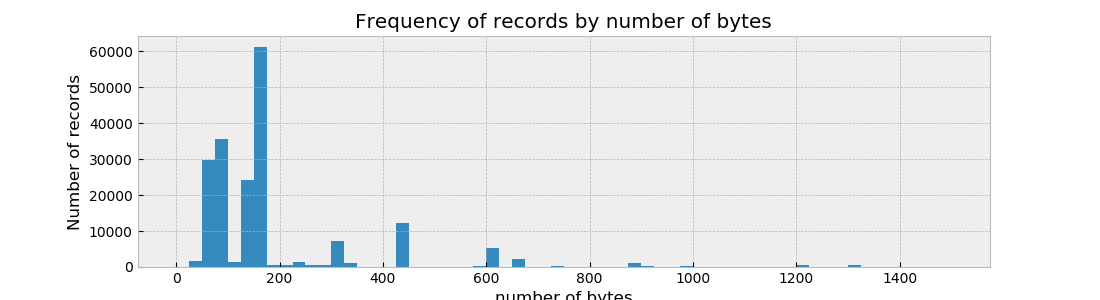 Frequency of records by number of bytes
Number of records
60000
50000
40000
30000
20000
10000
0
0 200 400 600 800 1000 1200 1400
number of bytes